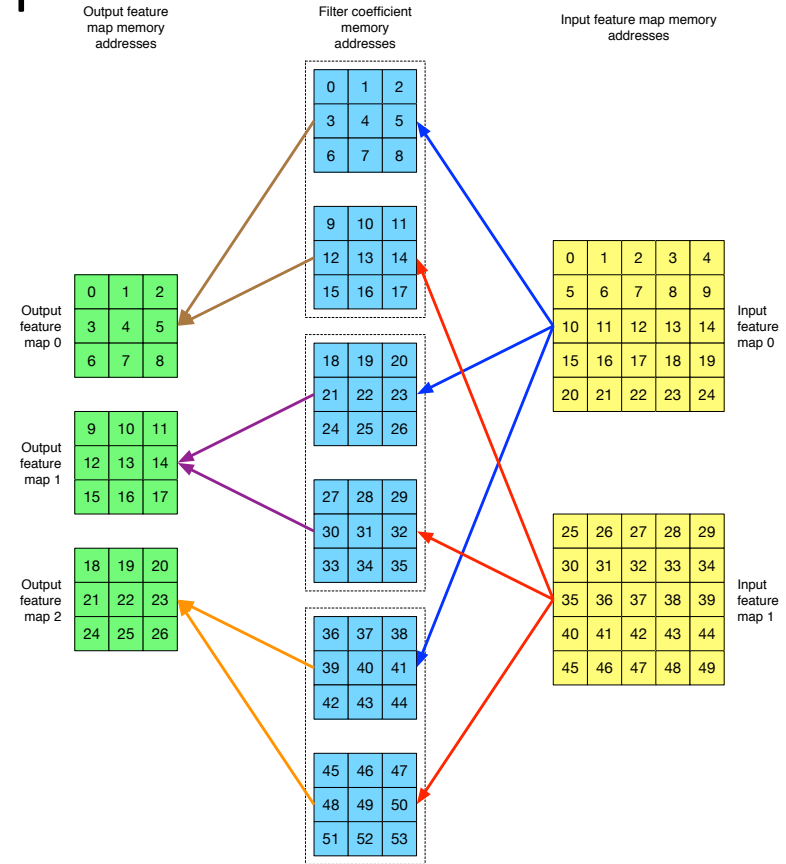 Output feature
map memory
addresses
Filter coefficient
memory
addresses
Input feature map memory
addresses
0 1 2
3 4 5
6 7 8
9 10 11
12 13 14
15 16 17
18 19 20
21 22 23
24 25 26
27 28 29
30 31 32
33 34 35
36 37 38
39 40 41
42 43 44
45 46 47
48 49 50
51 52 53
Output
feature
map 0
0 1 2
3 4 5
6 7 8
Output
feature
map 1
9 10 11
12 13 14
15 16 17
Output
feature
map 2
18 19 20
21 22 23
24 25 26
0 1 2 3 4
5 6 7 8 9
10 11 12 13 14
15 16 17 18 19
20 21 22 23 24
Input
feature
map 0
25 26 27 28 29
30 31 32 33 34
35 36 37 38 39
40 41 42 43 44
45 46 47 48 49
Input
feature
map 1